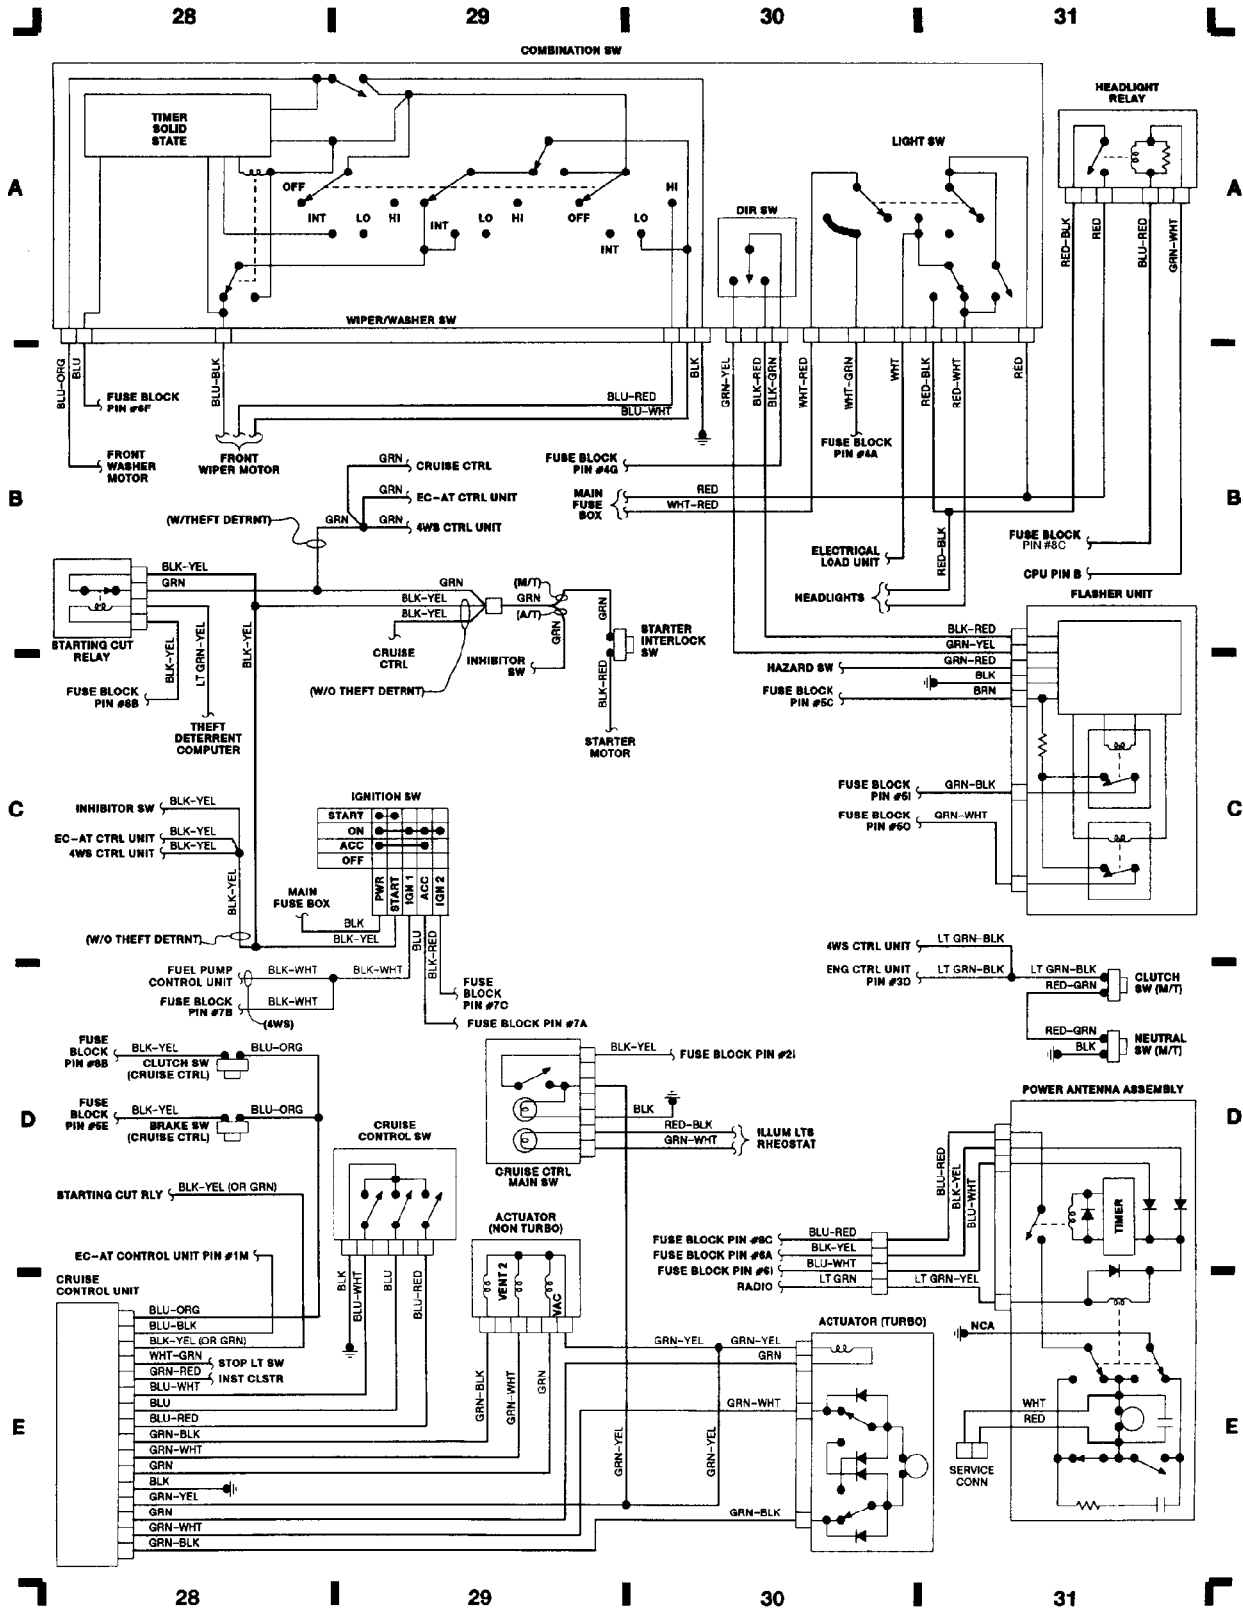 28 29 30 31
COMBINATION SW
HEADLIGHT
RELAY
TIMER
SOLID
STATE
LIGHT SW
A
A
OFF
INT
LO
HI
INT
LO
HI
OFF
INT
LO
HI
DIR SW
RED-BLK
RED
BLU-RED
GRN-WHT
WIPER/WASHER SW
BLU-ORG
BLU
BLU-BLK
BLK
GRN-YEL
BLK-RED
BLK-GRN
WHT-RED
WHT-GRN
WHT
RED-BLK
RED-WHT
RED
FUSE BLOCK
PIN #6F
BLU-RED
BLU-WHT
FRONT
WASHER
MOTOR
FRONT
WIPER MOTOR
FUSE BLOCK
PIN #4A
GRN
CRUISE CTRL
FUSE BLOCK
PIN #4G
B
B
GRN
EC-AT CTRL UNIT
MAIN
FUSE
BOX
RED
WHT-RED
(W/THEFT DETRNT)
GRN
GRN
4WS CTRL UNIT
FUSE BLOCK
PIN #8C
ELECTRICAL
LOAD UNIT
RED-BLK
CPU PIN B
BLK-YEL
GRN
GRN
BLK-YEL
BLK-YEL
(M/T)
GRN
(A/T)
GRN
GRN
HEADLIGHTS
FLASHER UNIT
STARTING CUT
RELAY
BLK-YEL
LT GRN-YEL
BLK-YEL
CRUISE
CTRL
INHIBITOR
SW
STARTER
INTERLOCK
SW
BLK-RED
BLK-RED
GRN-YEL
HAZARD SW
GRN-RED
BLK
FUSE BLOCK
PIN #5C
BRN
FUSE BLOCK
PIN #6B
(W/O THEFT DETRNT)
THEFT
DETERRENT
COMPUTER
STARTER
MOTOR
C
C
FUSE BLOCK
PIN #5I
GRN-BLK
FUSE BLOCK
PIN #5O
GRN-WHT
INHIBITOR SW
BLK-YEL
EC-AT CTRL UNIT
BLK-YEL
4WS CTRL UNIT
BLK-YEL
BLK-YEL
IGNITION SW
START
ON
ACC
OFF
PWR
START
IGN 1
ACC
IGN 2
MAIN
FUSE BOX
BLK
BLK-YEL
BLU
BLK-RED
(W/O THEFT DETRNT)
FUEL PUMP
CONTROL UNIT
BLK-WHT
BLK-WHT
FUSE BLOCK
PIN #7B
BLK-WHT
(4WS)
FUSE
BLOCK
PIN #7C
FUSE BLOCK PIN #7A
4WS CTRL UNIT
LT GRN-BLK
ENG CTRL UNIT
PIN #3D
LT GRN-BLK
LT GRN-BLK
RED-GRN
CLUTCH
SW (M/T)
RED-GRN
BLK
NEUTRAL
SW (M/T)
D
D
FUSE
BLOCK
PIN #6B
BLK-YEL
BLU-ORG
CLUTCH SW
(CRUISE CTRL)
FUSE
BLOCK
PIN #5E
BLK-YEL
BLU-ORG
BRAKE SW
(CRUISE CTRL)
BLK-YEL
FUSE BLOCK PIN #2I
BLK
RED-BLK
GRN-WHT
ILLUM LTS
RHEOSTAT
CRUISE CTRL
MAIN SW
CRUISE
CONTROL SW
POWER ANTENNA ASSEMBLY
BLU-RED
BLK-YEL
BLU-WHT
TIMER
STARTING CUT RLY
BLK-YEL (OR GRN)
EC-AT CONTROL UNIT PIN #1M
ACTUATOR
(NON TURBO)
VENT 2
VAC
FUSE BLOCK PIN #8C
BLU-RED
FUSE BLOCK PIN #6A
BLK-YEL
FUSE BLOCK PIN #6I
BLU-WHT
RADIO
LT GRN
LT GRN-YEL
BLK
BLU-WHT
BLU
BLU-RED
CRUISE
CONTROL UNIT
E
E
BLU-ORG
BLU-BLK
BLK-YEL (OR GRN)
WHT-GRN
STOP LT SW
GRN-RED
INST CLSTR
BLU-WHT
BLU
BLU-RED
GRN-BLK
GRN-WHT
GRN
BLK
GRN-YEL
GRN
GRN-WHT
GRN-BLK
GRN-BLK
GRN-WHT
GRN
GRN-YEL
GRN-YEL
GRN-YEL
GRN-YEL
GRN
GRN-WHT
GRN-BLK
ACTUATOR (TURBO)
NCA
WHT
RED
SERVICE
CONN
28 29 30 31